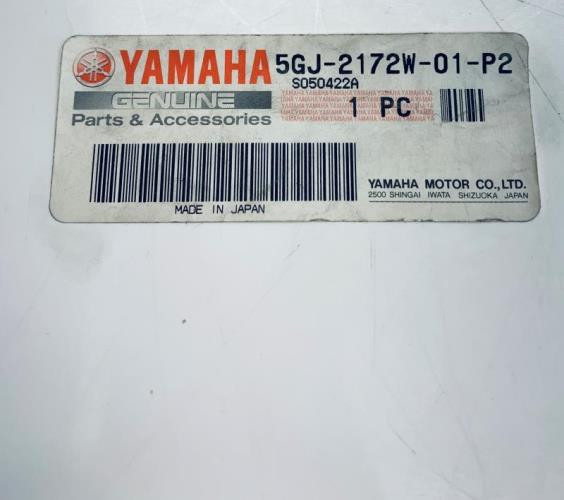 YAMAHA 5GJ-2172W-01-P2
GENUINE S050422A
Parts & Accessories 1 PC
YAMAHA MOTOR CO., LTD.
2500 SHINGAI IWATA SHIZUOKA JAPAN
MADE IN JAPAN